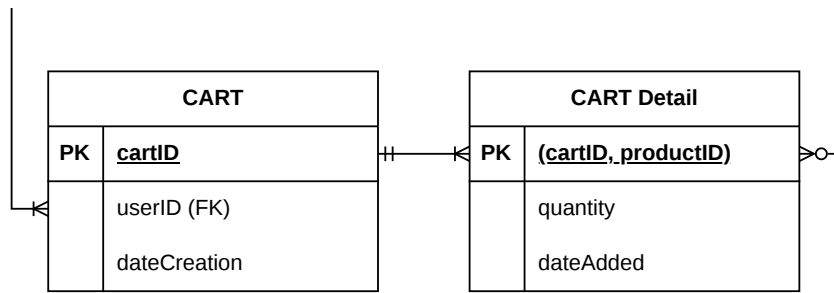 CART
PK cartID
userID (FK)
dateCreation
CART Detail
PK (cartID, productID)
quantity
dateAdded